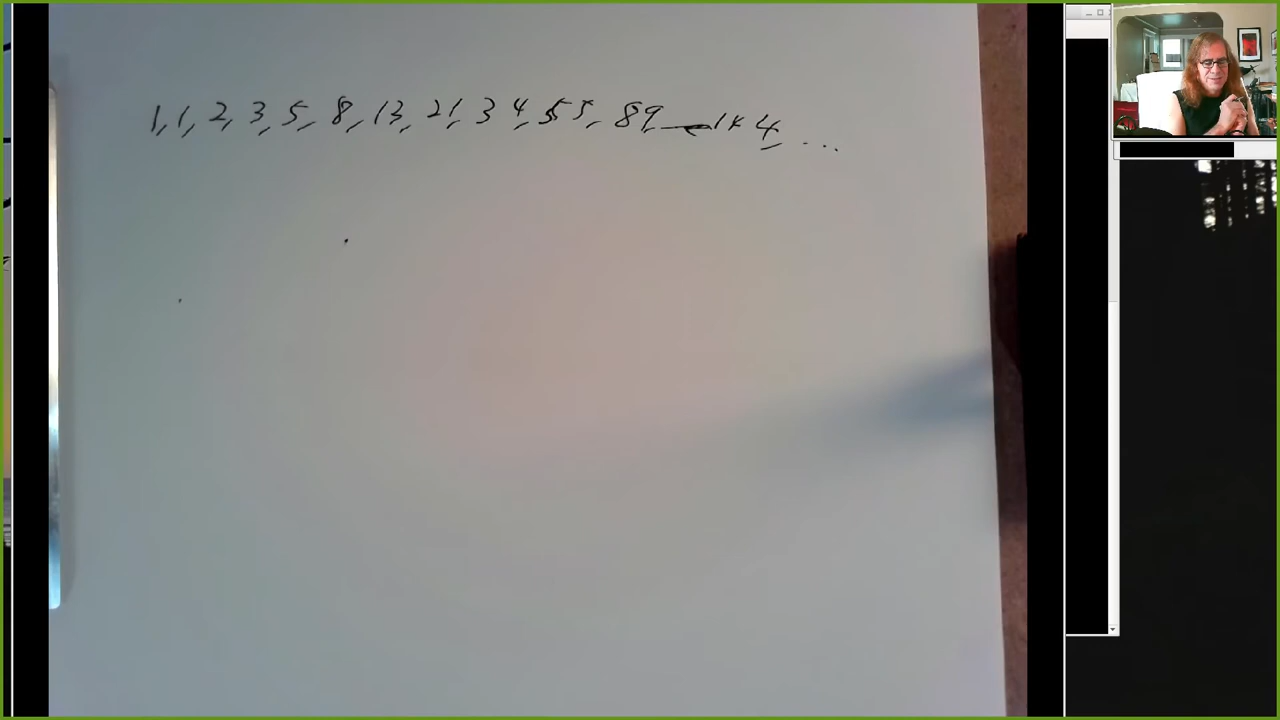 1, 1, 2, 3, 5, 8, 13, 21, 34, 55, 89, 144, ...